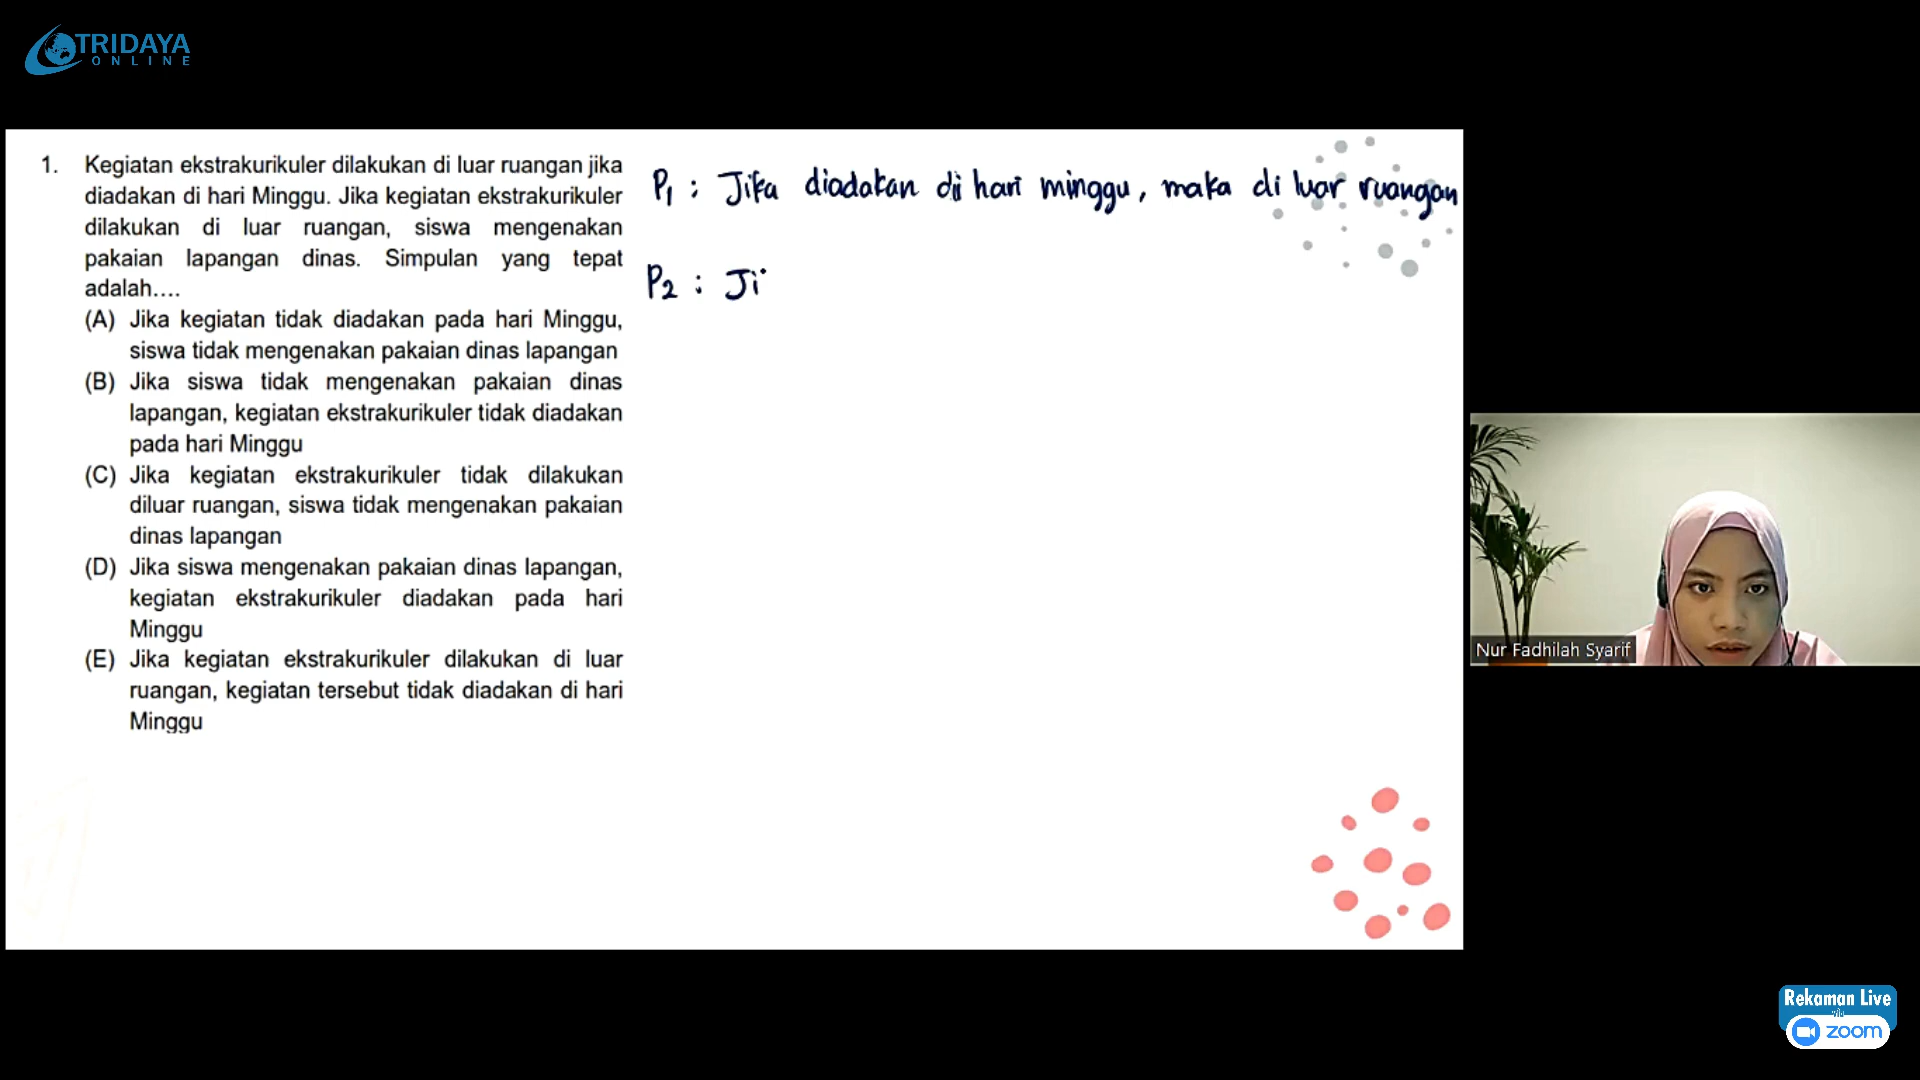 TRIDAYA
ONLINE
1. Kegiatan ekstrakurikuler dilakukan di luar ruangan jika
diadakan di hari Minggu. Jika kegiatan ekstrakurikuler
dilakukan di luar ruangan, siswa mengenakan
pakaian lapangan dinas. Simpulan yang tepat
adalah....
(A) Jika kegiatan tidak diadakan pada hari Minggu,
siswa tidak mengenakan pakaian dinas lapangan
(B) Jika siswa tidak mengenakan pakaian dinas
lapangan, kegiatan ekstrakurikuler tidak diadakan
pada hari Minggu
(C) Jika kegiatan ekstrakurikuler tidak dilakukan
diluar ruangan, siswa tidak mengenakan pakaian
dinas lapangan
(D) Jika siswa mengenakan pakaian dinas lapangan,
kegiatan ekstrakurikuler diadakan pada hari
Minggu
(E) Jika kegiatan ekstrakurikuler dilakukan di luar
ruangan, kegiatan tersebut tidak diadakan di hari
Minggu
P1 : Jika diadakan di hari minggu, maka di luar ruangan
P2 : Ji
Nur Fadhilah Syarif
Rekaman Live
via
zoom